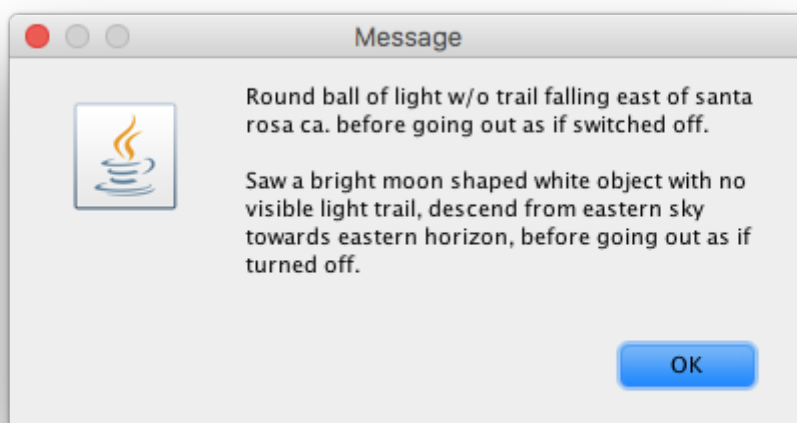 Message
Round ball of light w/o trail falling east of santa
rosa ca. before going out as if switched off.
Saw a bright moon shaped white object with no
visible light trail, descend from eastern sky
towards eastern horizon, before going out as if
turned off.
OK